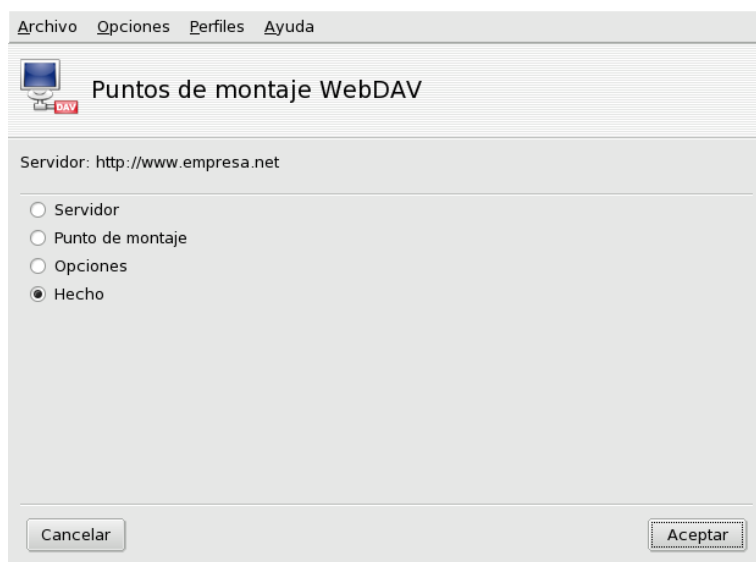 Archivo Opciones Perfiles Ayuda
DAV
Puntos de montaje WebDAV
Servidor: http://www.empresa.net
Servidor
Punto de montaje
Opciones
Hecho
Cancelar Aceptar